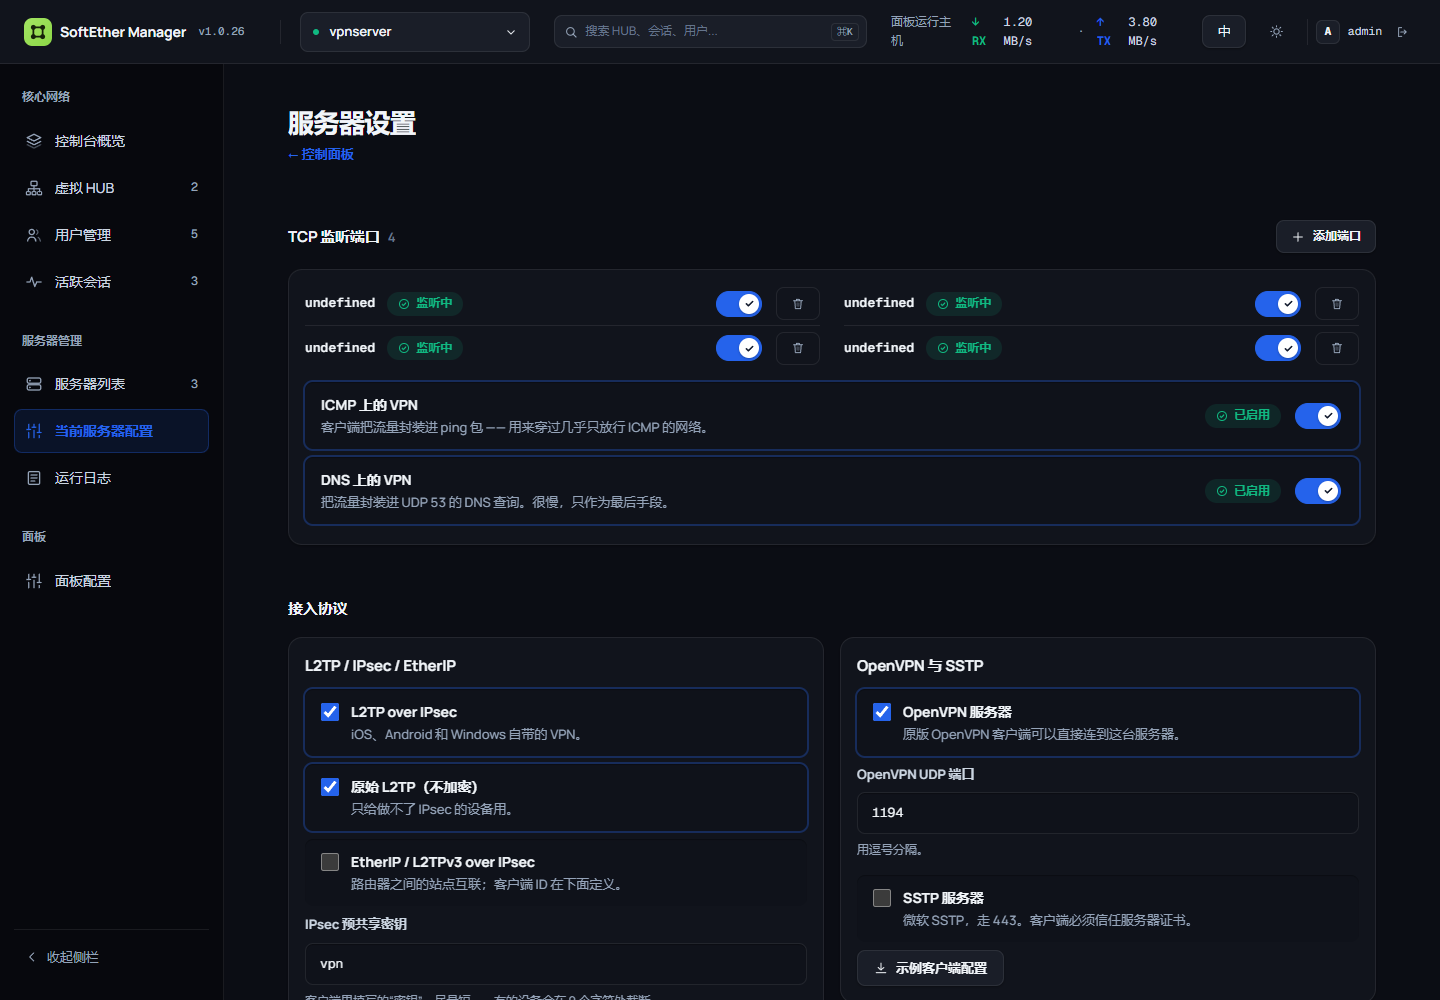 SoftEther Manager v1.0.26
vpnserver
搜索 HUB、会话、用户...
⌘K
面板运行主机
↓ RX 1.20 MB/s
·
↑ TX 3.80 MB/s
中
A admin
核心网络
控制台概览
虚拟 HUB 2
用户管理 5
活跃会话 3
服务器管理
服务器列表 3
当前服务器配置
运行日志
面板
面板配置
收起侧栏
服务器设置
← 控制面板
TCP 监听端口 4
添加端口
undefined 监听中
undefined 监听中
undefined 监听中
undefined 监听中
ICMP 上的 VPN
客户端把流量封装进 ping 包 —— 用来穿过几乎只放行 ICMP 的网络。
已启用
DNS 上的 VPN
把流量封装进 UDP 53 的 DNS 查询。很慢，只作为最后手段。
已启用
接入协议
L2TP / IPsec / EtherIP
L2TP over IPsec
iOS、Android 和 Windows 自带的 VPN。
原始 L2TP（不加密）
只给做不了 IPsec 的设备用。
EtherIP / L2TPv3 over IPsec
路由器之间的站点互联；客户端 ID 在下面定义。
IPsec 预共享密钥
vpn
OpenVPN 与 SSTP
OpenVPN 服务器
原版 OpenVPN 客户端可以直接连到这台服务器。
OpenVPN UDP 端口
1194
用逗号分隔。
SSTP 服务器
微软 SSTP，走 443。客户端必须信任服务器证书。
示例客户端配置